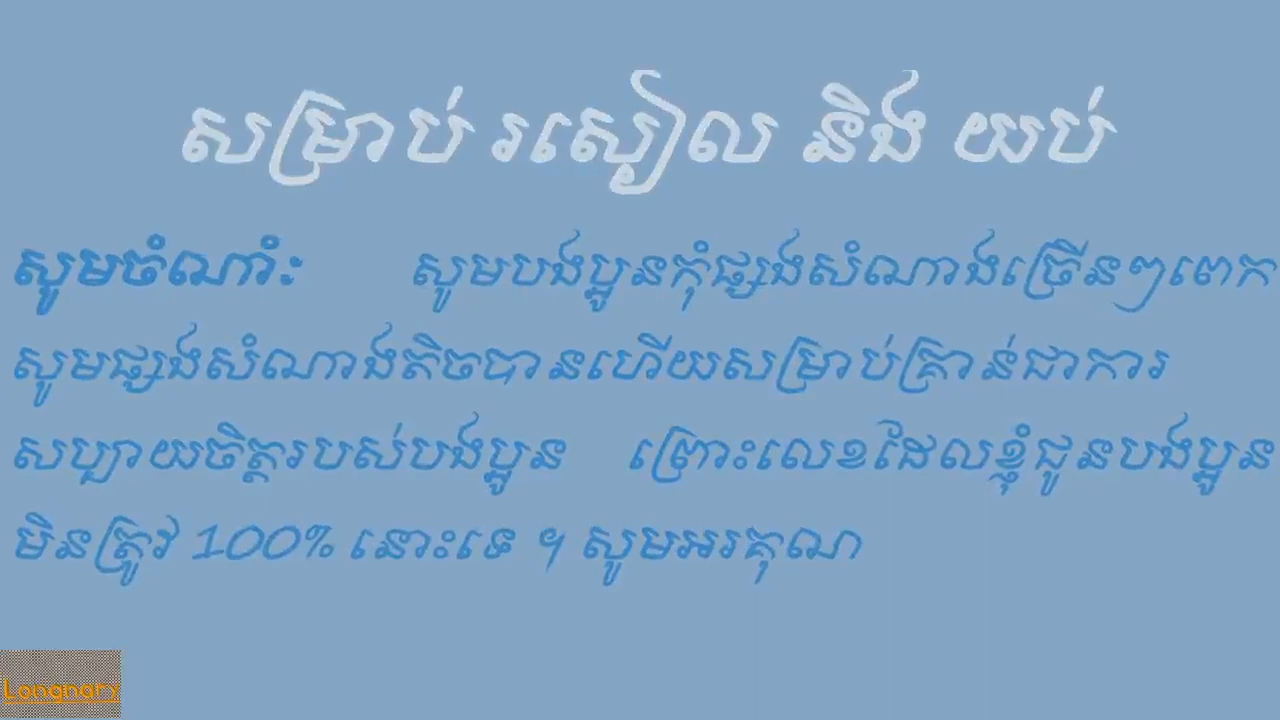 សម្រាប់ រសៀល និង យប់
សូមចំណាំ: សូមបងប្អូនកុំផ្សងសំណាងច្រើនៗពេក
សូមផ្សងសំណាងតិចបានហើយសម្រាប់គ្រាន់ជាការ
សប្បាយចិត្តរបស់បងប្អូន ព្រោះលេខដែលខ្ញុំជូនបងប្អូន
មិនត្រូវ 100% នោះទេ ។ សូមអរគុណ
Longnary